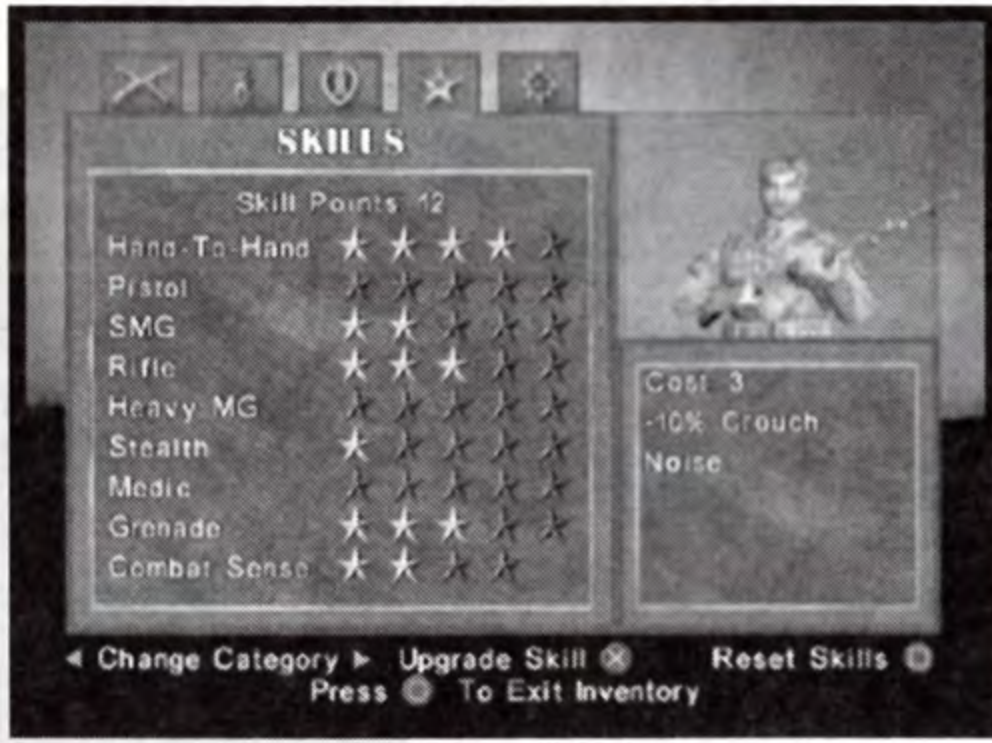 SKILLS
Skill Points 12
Hand-To-Hand
Pistol
SMG
Rifle
Heavy MG
Stealth
Medic
Grenade
Combat Sense
Cost 3
-10% Crouch
Noise
Change Category Upgrade Skill Reset Skills
Press To Exit Inventory